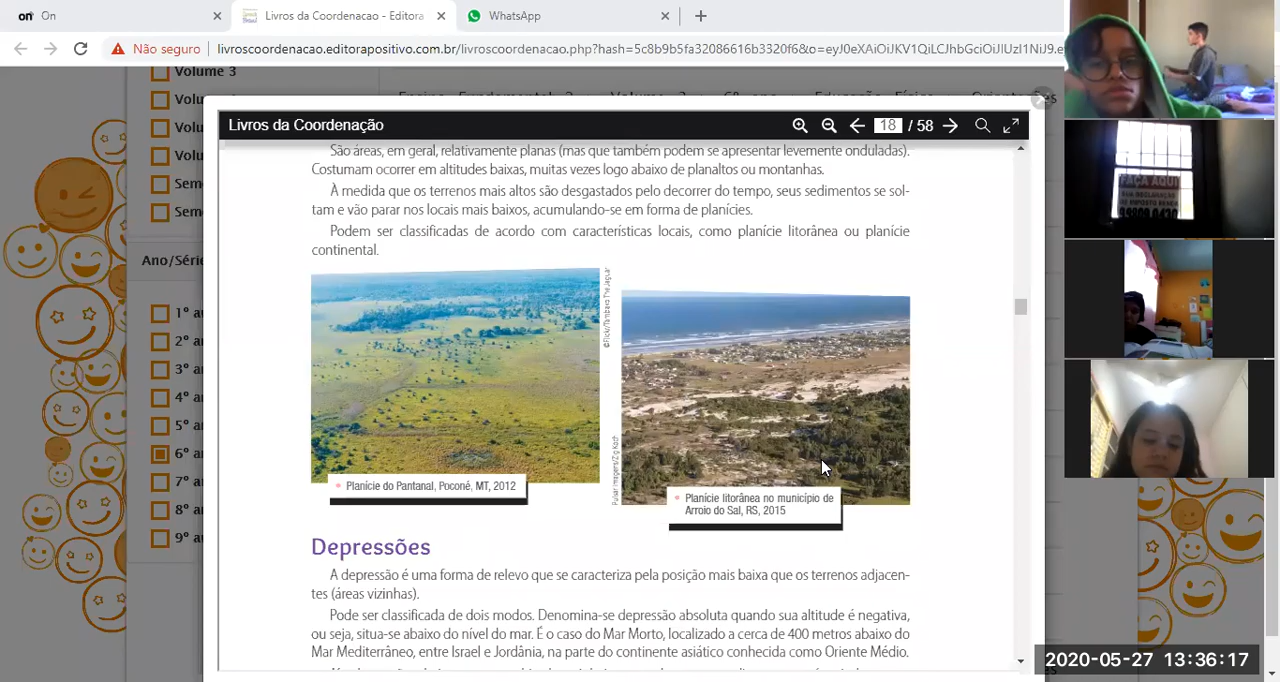 On
Livros da Coordenacao - Editora
WhatsApp
Não seguro
livroscoordenacao.editorapositivo.com.br/livroscoordenacao.php?hash=5c8b9b5fa32086616b3320f6&o=eyJ0eXAiOiJKV1QiLCJhbGciOiJIUzI1NiJ9.e
Volume 3
Ano/Série
1º
2º
3º
4º
5º
6º
7º
8º
9º
Livros da Coordenação
18 / 58
São áreas, em geral, relativamente planas (mas que também podem se apresentar levemente onduladas).
Costumam ocorrer em altitudes baixas, muitas vezes logo abaixo de planaltos ou montanhas.
À medida que os terrenos mais altos são desgastados pelo decorrer do tempo, seus sedimentos se sol-
tam e vão parar nos locais mais baixos, acumulando-se em forma de planícies.
Podem ser classificadas de acordo com características locais, como planície litorânea ou planície
continental.
Planície do Pantanal, Poconé, MT, 2012
Planície litorânea no município de
Arroio do Sal, RS, 2015
Depressões
A depressão é uma forma de relevo que se caracteriza pela posição mais baixa que os terrenos adjacen-
tes (áreas vizinhas).
Pode ser classificada de dois modos. Denomina-se depressão absoluta quando sua altitude é negativa,
ou seja, situa-se abaixo do nível do mar. É o caso do Mar Morto, localizado a cerca de 400 metros abaixo do
Mar Mediterrâneo, entre Israel e Jordânia, na parte do continente asiático conhecida como Oriente Médio.
2020-05-27 13:36:17